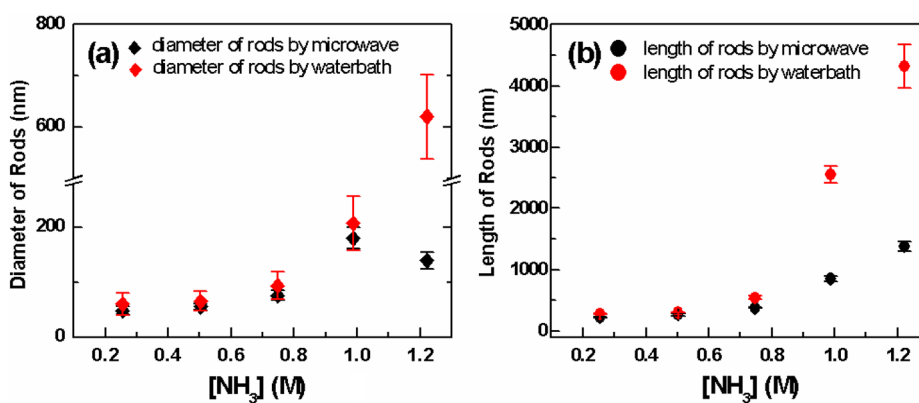 (a)
diameter of rods by microwave
diameter of rods by waterbath
Diameter of Rods (nm)
800
600
200
0
0.2 0.4 0.6 0.8 1.0 1.2
[NH3] (M)
(b)
length of rods by microwave
length of rods by waterbath
Length of Rods (nm)
5000
4000
3000
2000
1000
0
0.2 0.4 0.6 0.8 1.0 1.2
[NH3] (M)